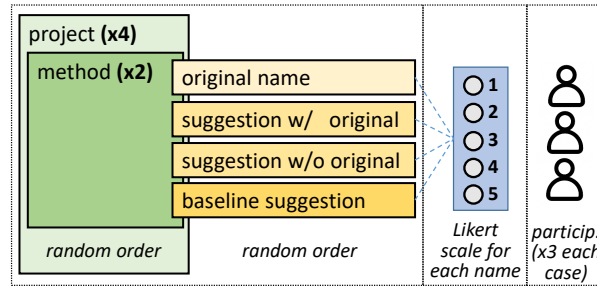 project (x4)
method (x2)
original name
suggestion w/ original
suggestion w/o original
baseline suggestion
random order
random order
1
2
3
4
5
Likert
scale for
each name
particip.
(x3 each
case)